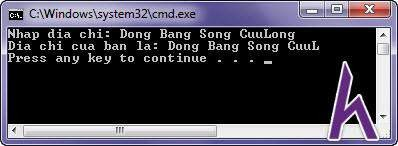 C:\Windows\system32\cmd.exe
Nhap dia chi: Dong Bang Song CuuLong
Dia chi cua ban la: Dong Bang Song CuuL
Press any key to continue . . . _